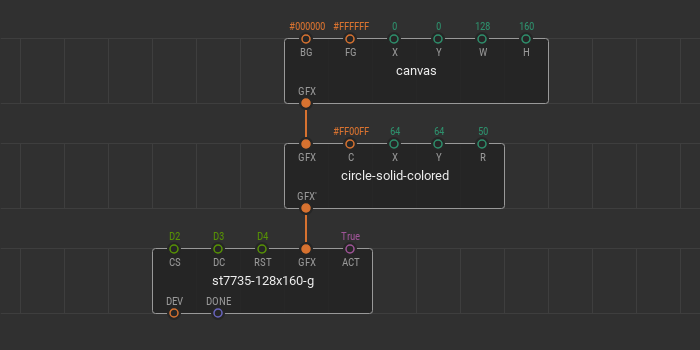 #000000 #FFFFFF 0 0 128 160
BG FG X Y W H
canvas
GFX
#FF00FF 64 64 50
GFX C X Y R
circle-solid-colored
GFX'
D2 D3 D4 True
CS DC RST GFX ACT
st7735-128x160-g
DEV DONE